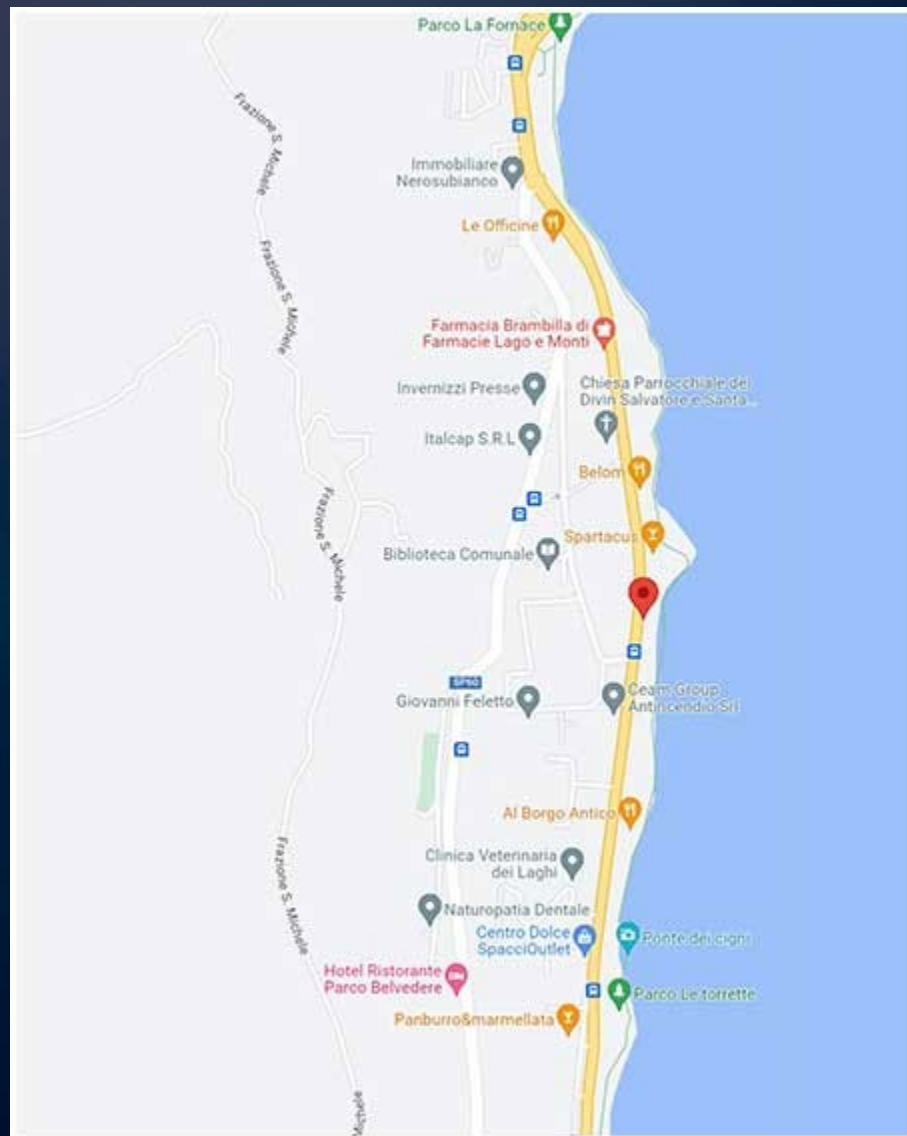 Parco La Fornace
Frazione S. Michele
Immobiliare
Nerosubianco
Le Officine
Frazione S. Michele
Farmacia Brambilla di
Farmacie Lago e Monti
Invernizzi Presse
Chiesa Parrocchiale del
Divin Salvatore e Santa...
Italcap S.R.L
Belom
Frazione S. Michele
Spartacus
Biblioteca Comunale
SP60
Giovanni Feletto
Ceam Group
Antincendio Srl
Al Borgo Antico
Clinica Veterinaria
dei Laghi
Frazione S. Michele
Naturopatia Dentale
Centro Dolce
SpacciOutlet
Ponte dei cigni
Hotel Ristorante
Parco Belvedere
Parco Le torrette
Panburro&marmellata
Michele